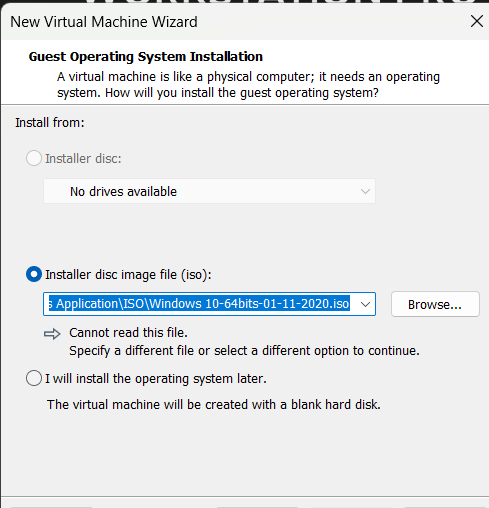 New Virtual Machine Wizard
Guest Operating System Installation
A virtual machine is like a physical computer; it needs an operating
system. How will you install the guest operating system?
Install from:
Installer disc:
No drives available
Installer disc image file (iso):
s Application\ISO\Windows 10-64bits-01-11-2020.iso
Browse...
Cannot read this file.
Specify a different file or select a different option to continue.
I will install the operating system later.
The virtual machine will be created with a blank hard disk.